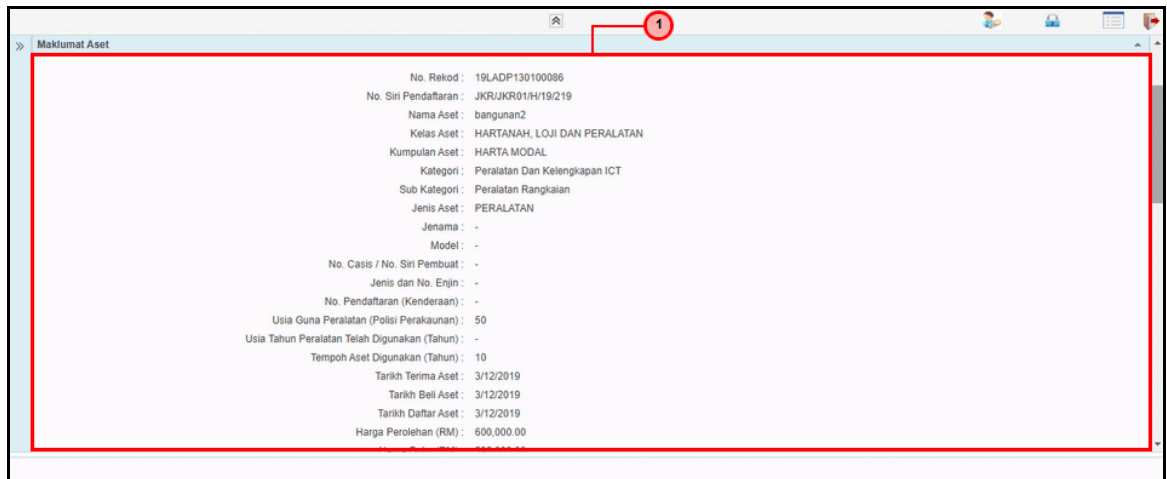 1
Maklumat Aset
No. Rekod : 19LADP130100086
No. Siri Pendaftaran : JKR/JKR01/H/19/219
Nama Aset : bangunan2
Kelas Aset : HARTANAH, LOJI DAN PERALATAN
Kumpulan Aset : HARTA MODAL
Kategori : Peralatan Dan Kelengkapan ICT
Sub Kategori : Peralatan Rangkaian
Jenis Aset : PERALATAN
Jenama : -
Model : -
No. Casis / No. Siri Pembuat : -
Jenis dan No. Enjin : -
No. Pendaftaran (Kenderaan) : -
Usia Guna Peralatan (Polisi Perakaunan) : 50
Usia Tahun Peralatan Telah Digunakan (Tahun) : -
Tempoh Aset Digunakan (Tahun) : 10
Tarikh Terima Aset : 3/12/2019
Tarikh Beli Aset : 3/12/2019
Tarikh Daftar Aset : 3/12/2019
Harga Perolehan (RM) : 600,000.00